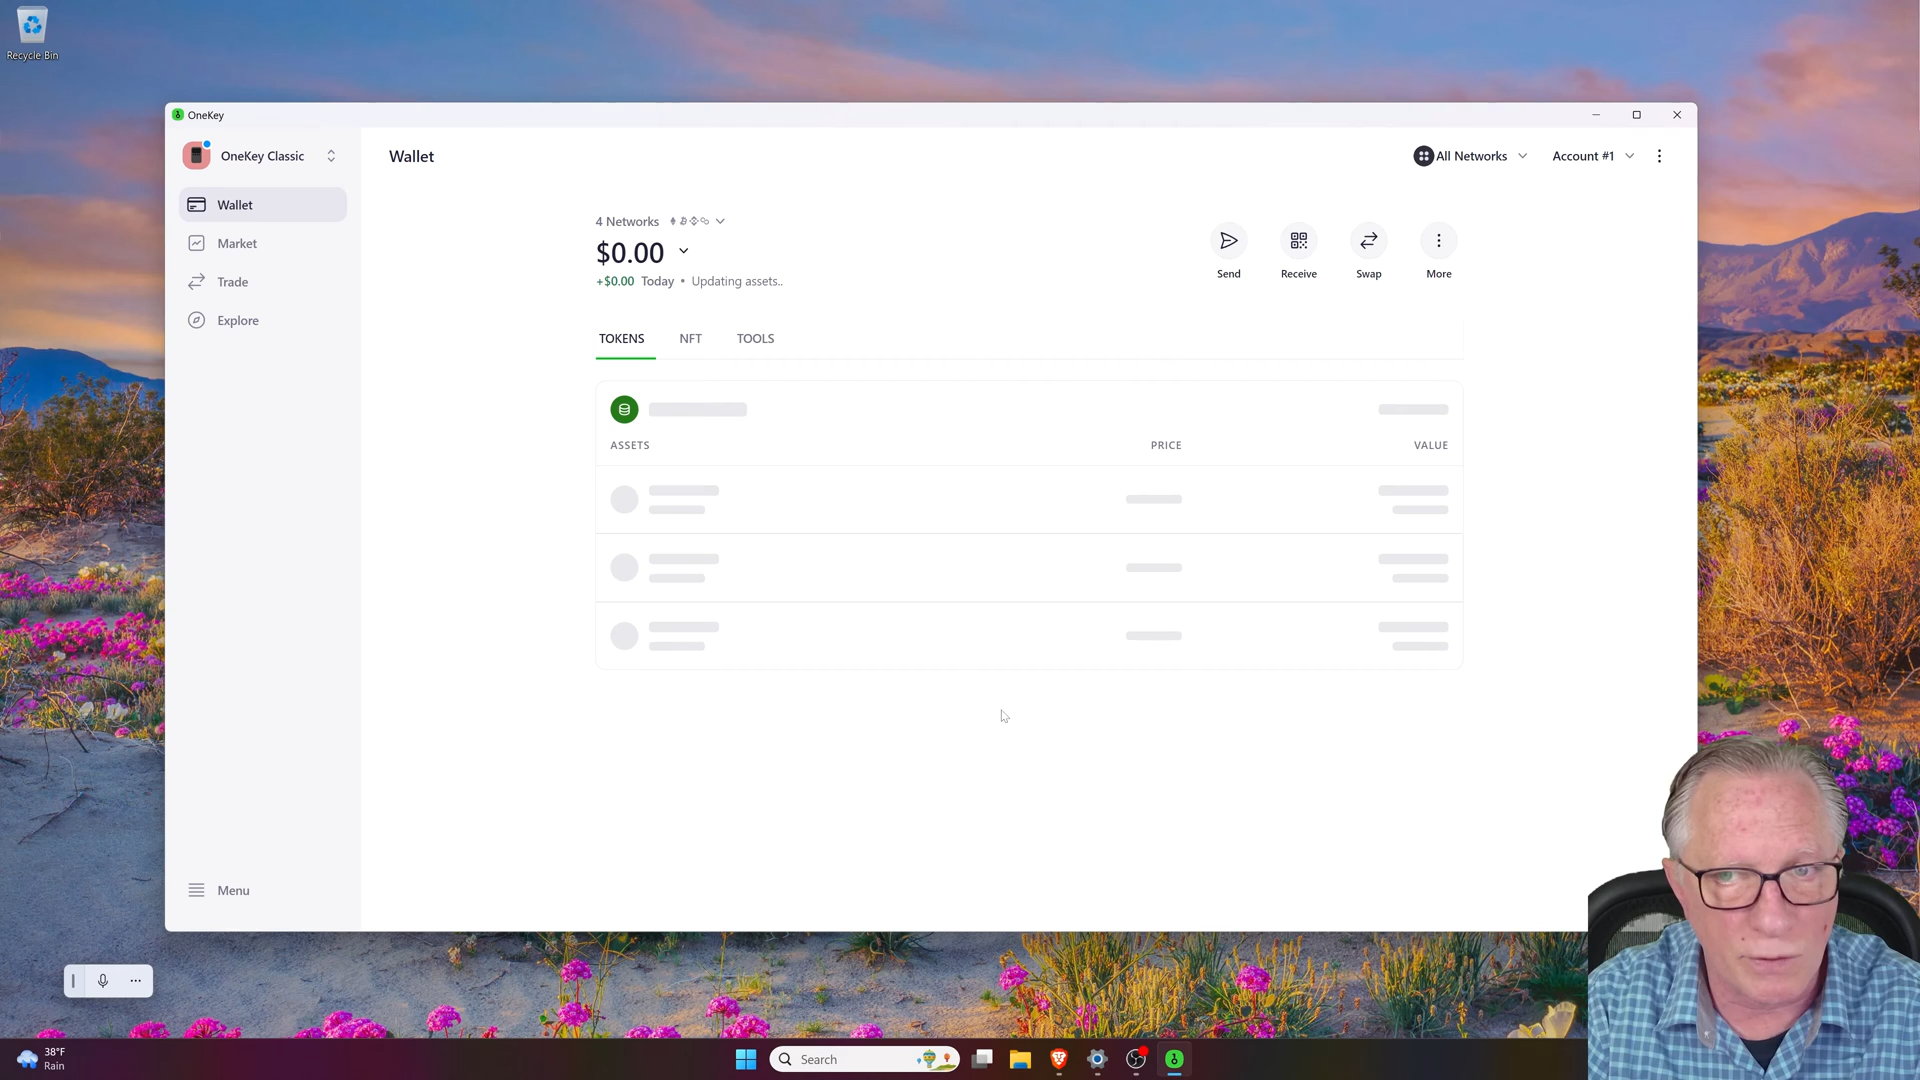 Recycle Bin
OneKey
OneKey Classic
Wallet
Market
Trade
Explore
Menu
Wallet
All Networks
Account #1
4 Networks
$0.00
+$0.00 Today • Updating assets..
Send
Receive
Swap
More
TOKENS
NFT
TOOLS
ASSETS
PRICE
VALUE
38°F
Rain
Search